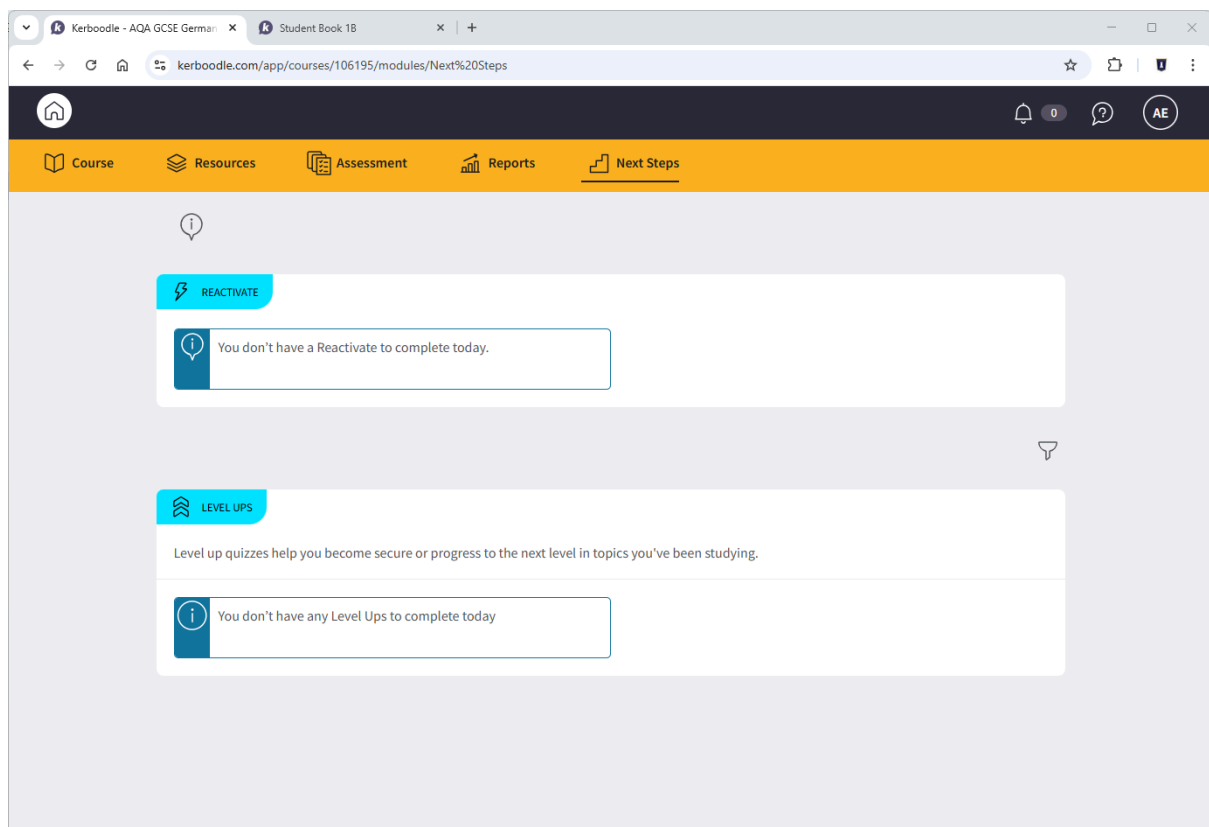 Kerboodle - AQA GCSE German
Student Book 1B
kerboodle.com/app/courses/106195/modules/Next%20Steps
0
AE
Course
Resources
Assessment
Reports
Next Steps
REACTIVATE
You don't have a Reactivate to complete today.
LEVEL UPS
Level up quizzes help you become secure or progress to the next level in topics you've been studying.
You don't have any Level Ups to complete today